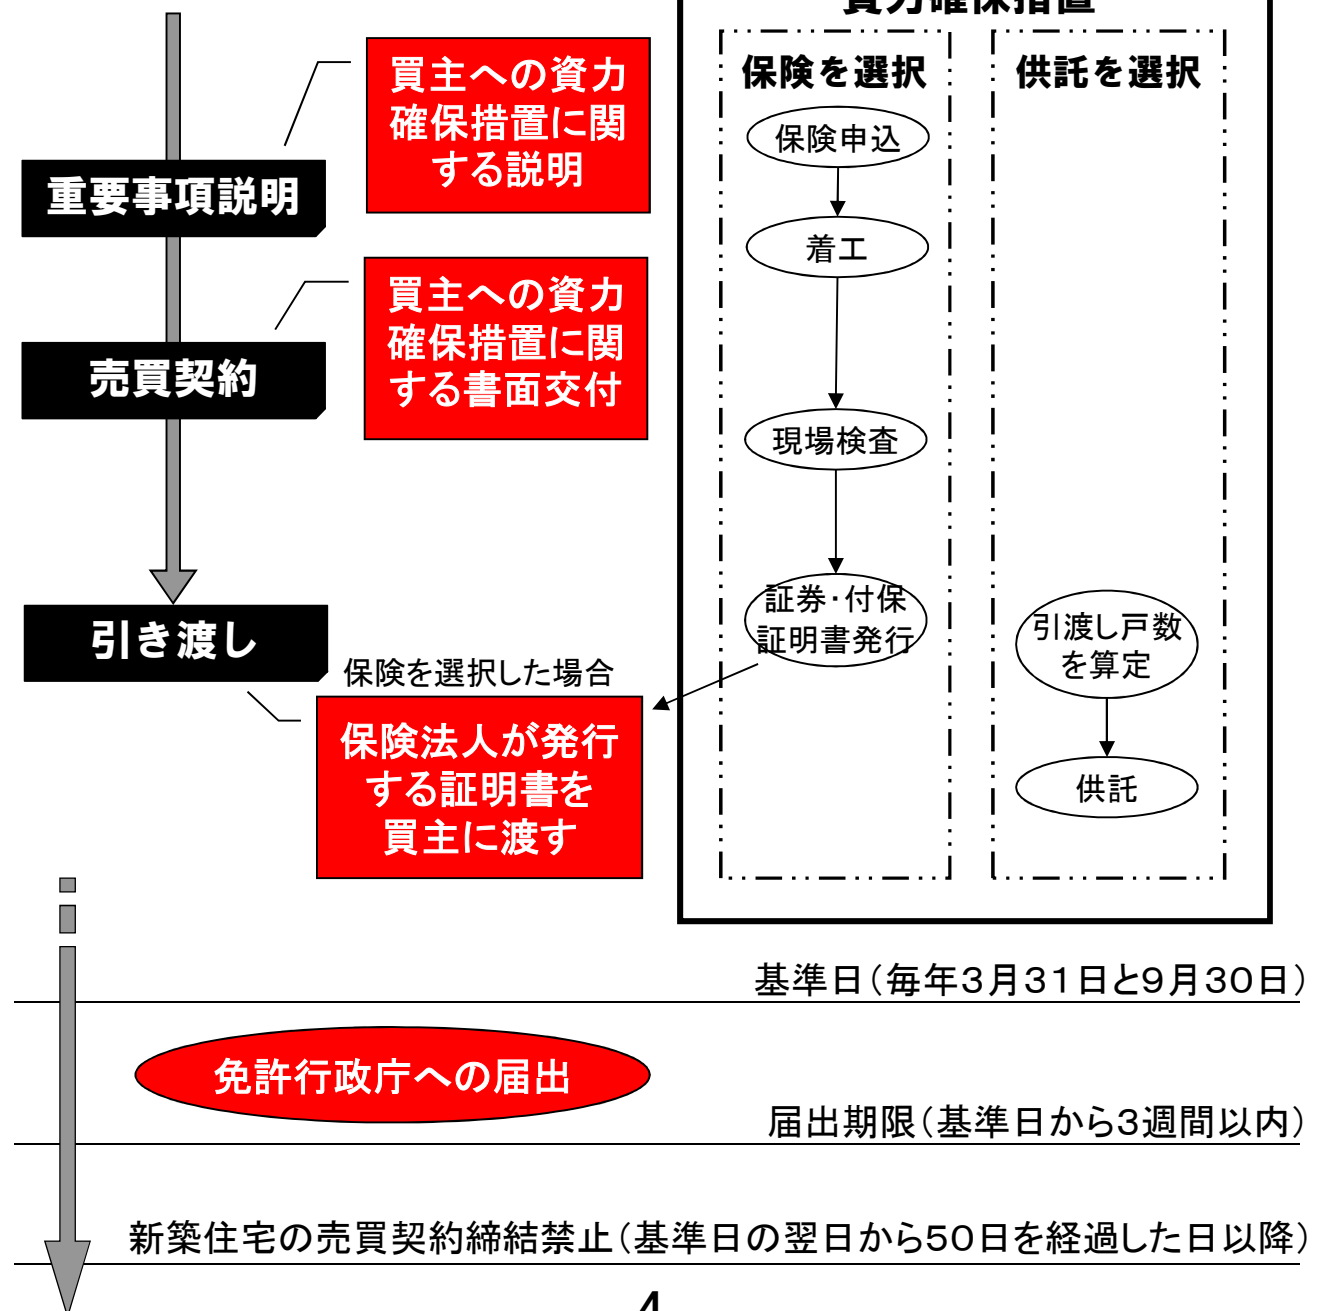 資力確保措置
買主への資力
確保措置に関
する説明
重要事項説明
買主への資力
確保措置に関
する書面交付
売買契約
引き渡し
保険を選択した場合
保険法人が発行
する証明書を
買主に渡す
保険を選択
保険申込
着工
現場検査
証券・付保
証明書発行
供託を選択
引渡し戸数
を算定
供託
基準日(毎年3月31日と9月30日)
免許行政庁への届出
届出期限(基準日から3週間以内)
新築住宅の売買契約締結禁止(基準日の翌日から50日を経過した日以降)
4